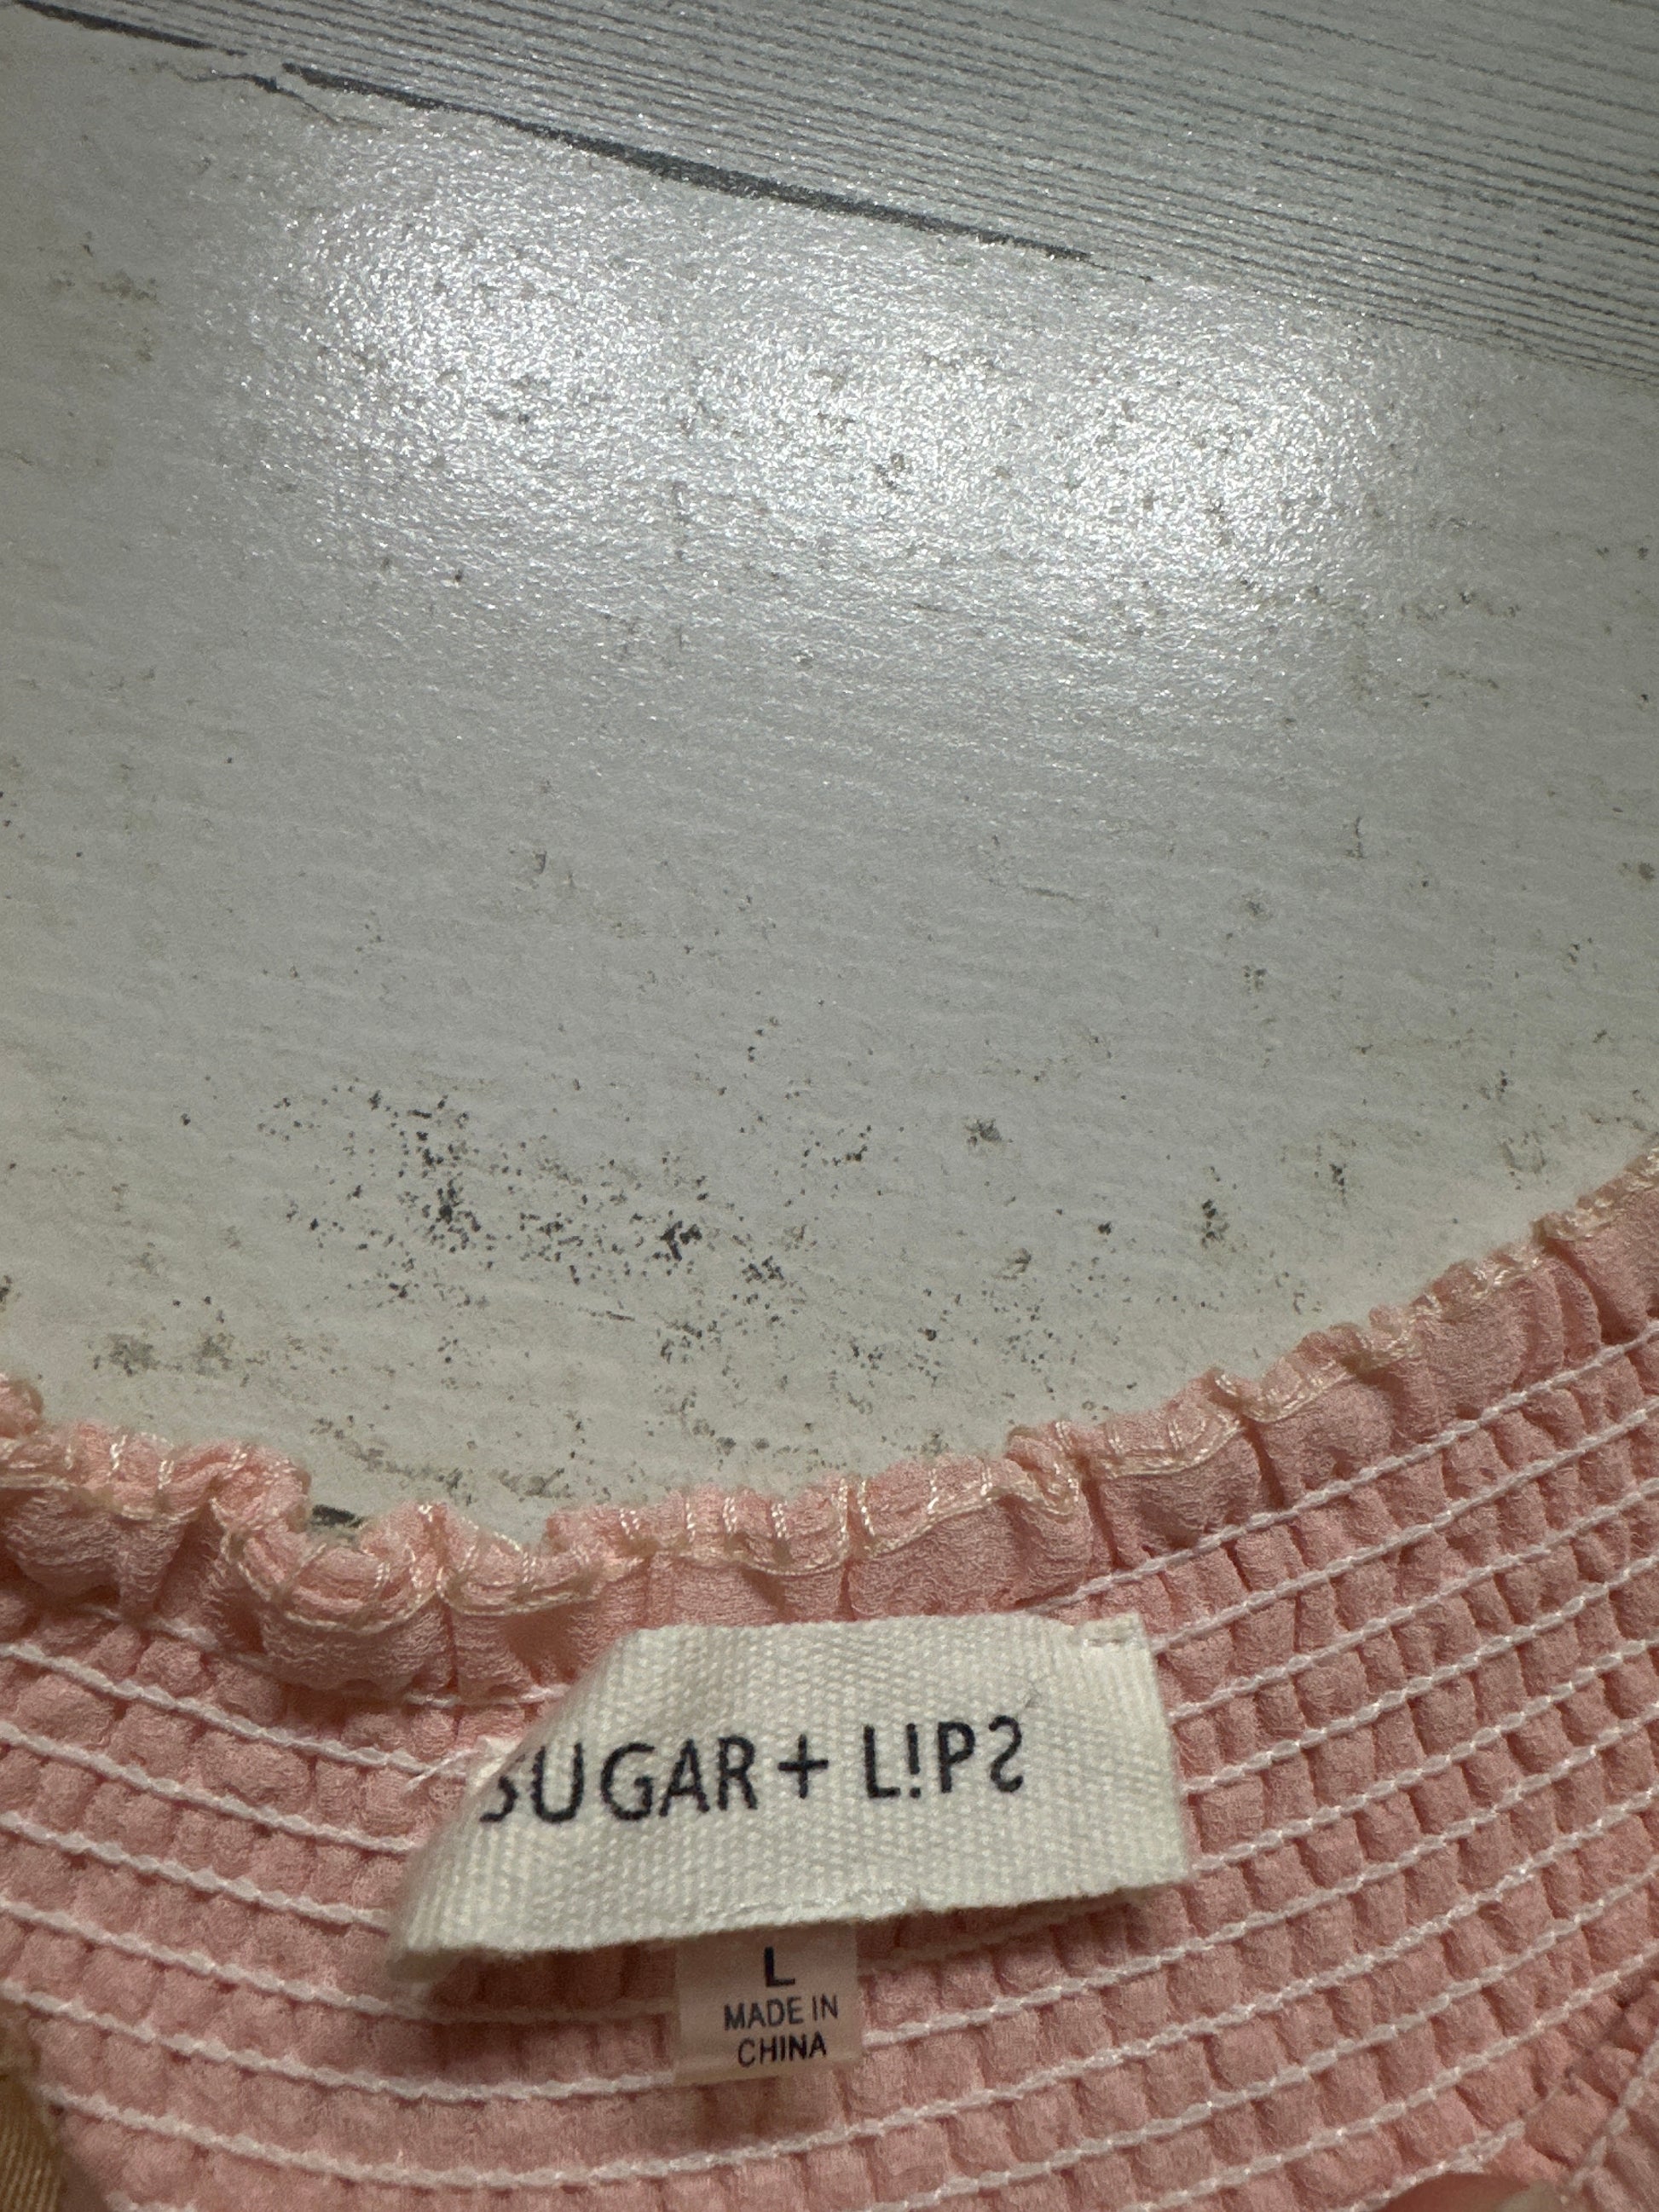 SUGAR + L!PS
L
MADE IN
CHINA